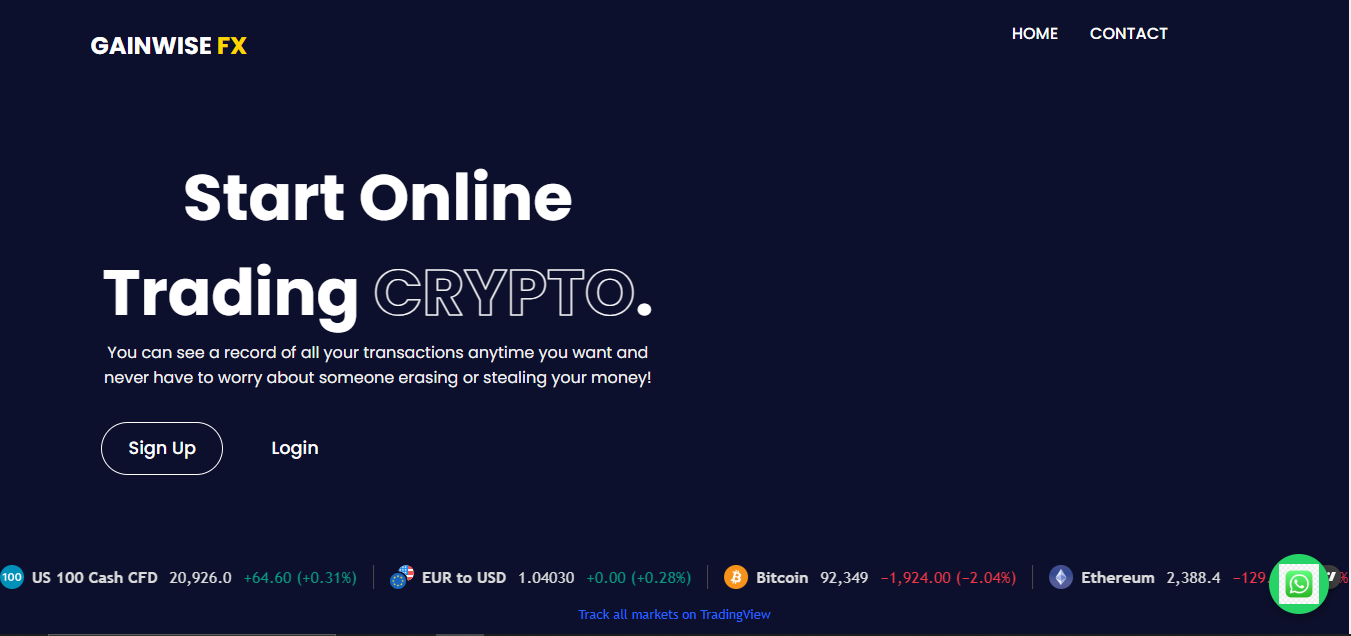 GAINWISE FX
HOME CONTACT
Start Online
Trading CRYPTO.
You can see a record of all your transactions anytime you want and
never have to worry about someone erasing or stealing your money!
Sign Up Login
100 US 100 Cash CFD 20,926.0 +64.60 (+0.31%) EUR to USD 1.04030 +0.00 (+0.28%) Bitcoin 92,349 −1,924.00 (−2.04%) Ethereum 2,388.4 −129. %
Track all markets on TradingView